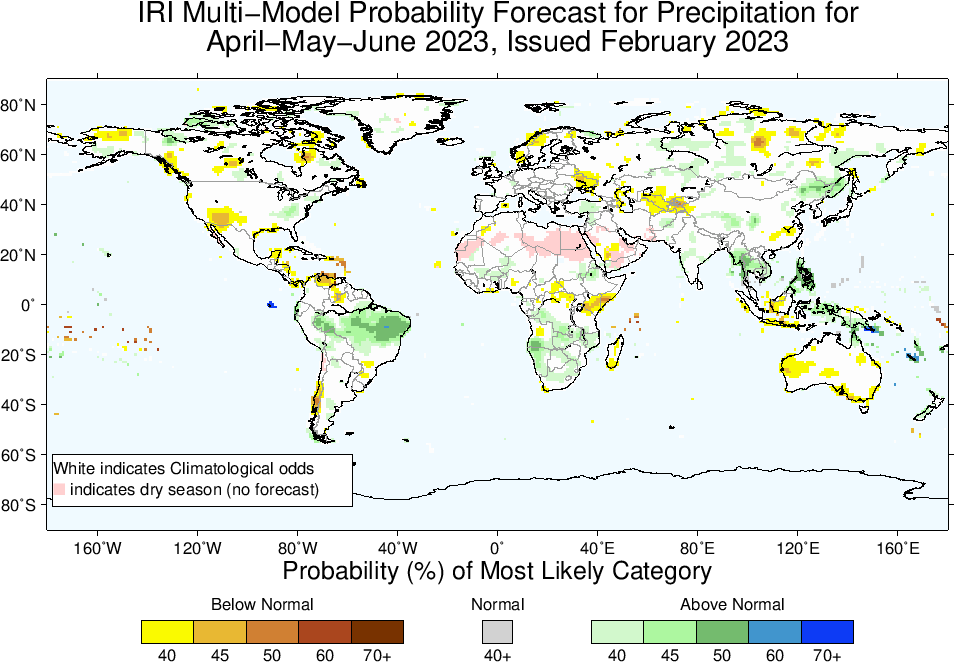 IRI Multi−Model Probability Forecast for Precipitation for
April−May−June 2023, Issued February 2023
80˚N
60˚N
40˚N
20˚N
0˚
20˚S
40˚S
60˚S
80˚S
White indicates Climatological odds
indicates dry season (no forecast)
160˚W 120˚W 80˚W 40˚W 0˚ 40˚E 80˚E 120˚E 160˚E
Probability (%) of Most Likely Category
Below Normal Normal Above Normal
40 45 50 60 70+ 40+ 40 45 50 60 70+